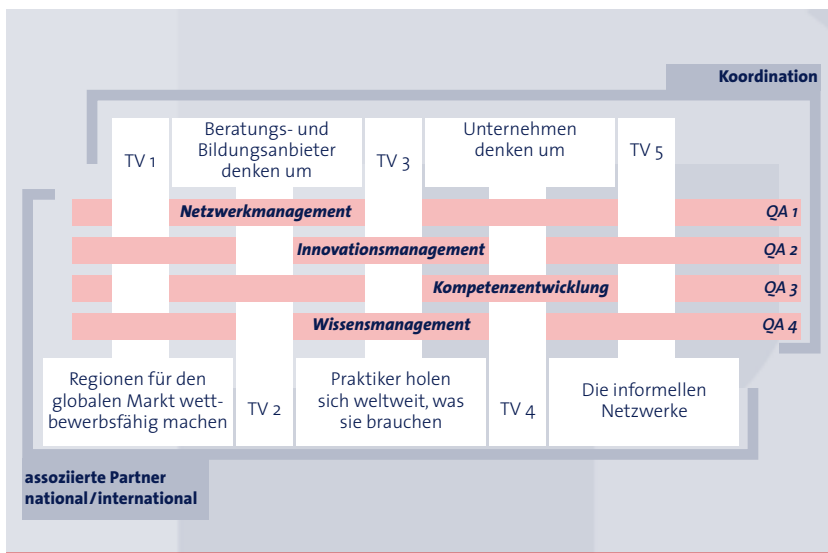 Koordination
TV 1
Beratungs- und
Bildungsanbieter
denken um
TV 3
Unternehmen
denken um
TV 5
Netzwerkmanagement
QA 1
Innovationsmanagement
QA 2
Kompetenzentwicklung
QA 3
Wissensmanagement
QA 4
Regionen für den
globalen Markt wett-
bewerbsfähig machen
TV 2
Praktiker holen
sich weltweit, was
sie brauchen
TV 4
Die informellen
Netzwerke
assoziierte Partner
national/international